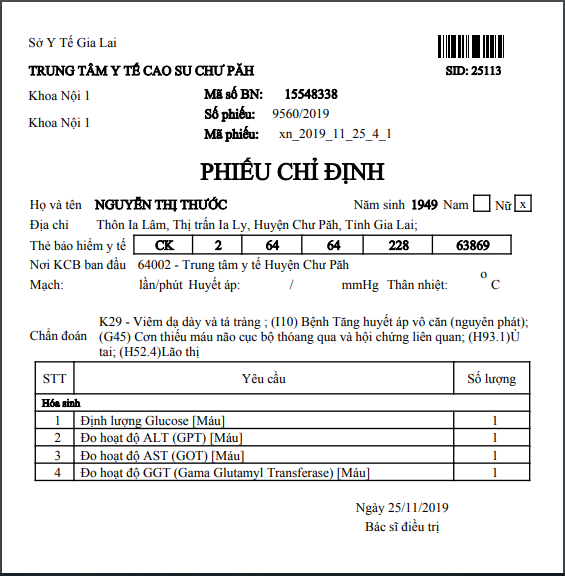 Sở Y Tế Gia Lai
TRUNG TÂM Y TẾ CAO SU CHƯ PĂH SID: 25113
Khoa Nội 1 Mã số BN: 15548338
Số phiếu: 9560/2019
Khoa Nội 1
Mã phiếu: xn_2019_11_25_4_1
PHIẾU CHỈ ĐỊNH
Họ và tên NGUYỄN THỊ THƯỚC Năm sinh 1949 Nam Nữ x
Địa chỉ Thôn Ia Lâm, Thị trấn Ia Ly, Huyện Chư Păh, Tỉnh Gia Lai;
Thẻ bảo hiểm y tế CK 2 64 64 228 63869
Nơi KCB ban đầu 64002 - Trung tâm y tế Huyện Chư Păh
Mạch: lần/phút Huyết áp: / mmHg Thân nhiệt: o C
K29 - Viêm dạ dày và tá tràng ; (I10) Bệnh Tăng huyết áp vô căn (nguyên phát);
Chẩn đoán (G45) Cơn thiếu máu não cục bộ thoáng qua và hội chứng liên quan; (H93.1)Ù
tai; (H52.4)Lão thị
STT Yêu cầu Số lượng
Hóa sinh
1 Định lượng Glucose [Máu] 1
2 Đo hoạt độ ALT (GPT) [Máu] 1
3 Đo hoạt độ AST (GOT) [Máu] 1
4 Đo hoạt độ GGT (Gama Glutamyl Transferase) [Máu] 1
Ngày 25/11/2019
Bác sĩ điều trị